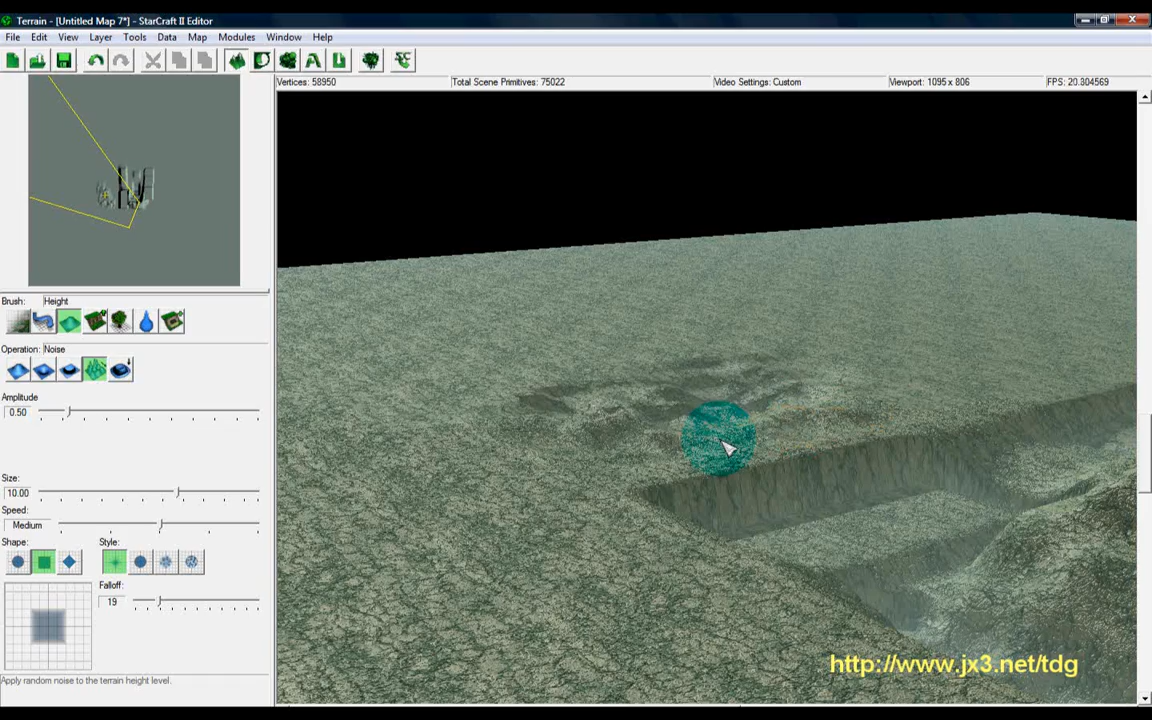 Terrain - [Untitled Map 7*] - StarCraft II Editor
File Edit View Layer Tools Data Map Modules Window Help
Vertices: 58950 Total Scene Primitives: 75022 Video Settings: Custom Viewport: 1095 x 806 FPS: 20.804569
Brush: Height
Operation: Noise
Amplitude
0.50
Size:
10.00
Speed:
Medium
Shape: Style:
Falloff:
19
Apply random noise to the terrain height level.
http://www.jx3.net/tdg